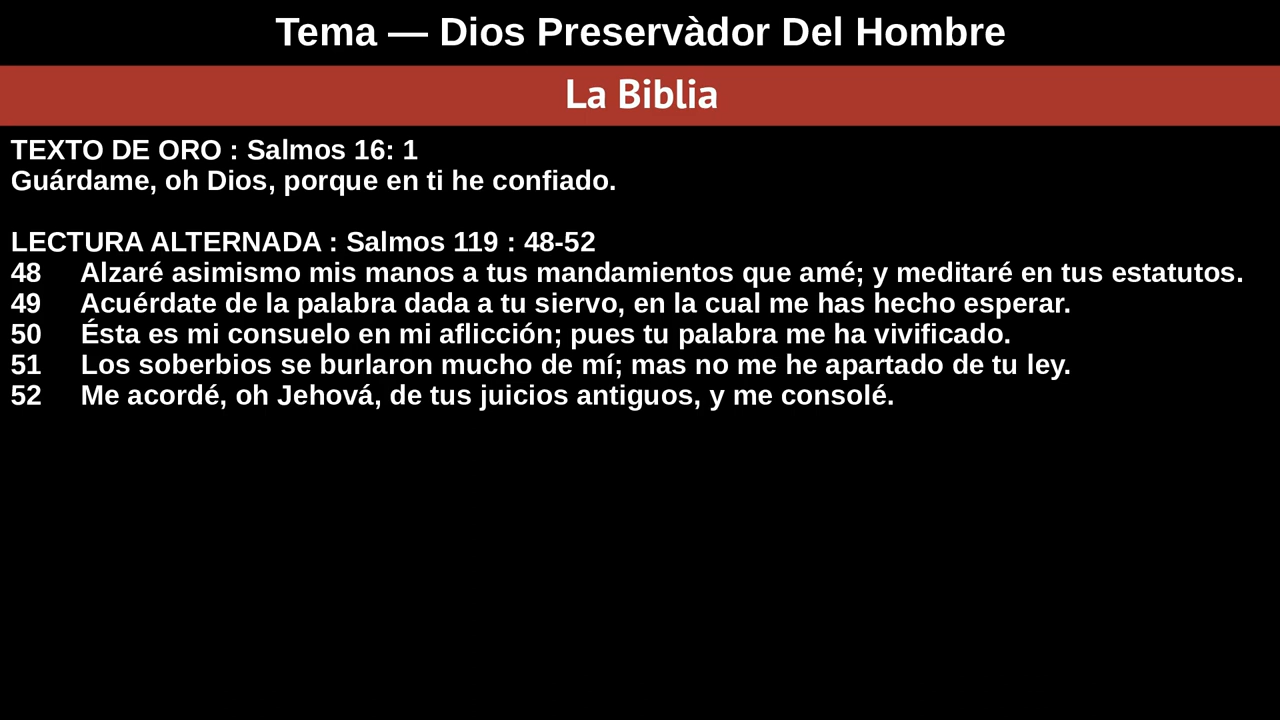 Tema — Dios Preservàdor Del Hombre
La Biblia
TEXTO DE ORO : Salmos 16: 1
Guárdame, oh Dios, porque en ti he confiado.
LECTURA ALTERNADA : Salmos 119 : 48-52
48 Alzaré asimismo mis manos a tus mandamientos que amé; y meditaré en tus estatutos.
49 Acuérdate de la palabra dada a tu siervo, en la cual me has hecho esperar.
50 Ésta es mi consuelo en mi aflicción; pues tu palabra me ha vivificado.
51 Los soberbios se burlaron mucho de mí; mas no me he apartado de tu ley.
52 Me acordé, oh Jehová, de tus juicios antiguos, y me consolé.